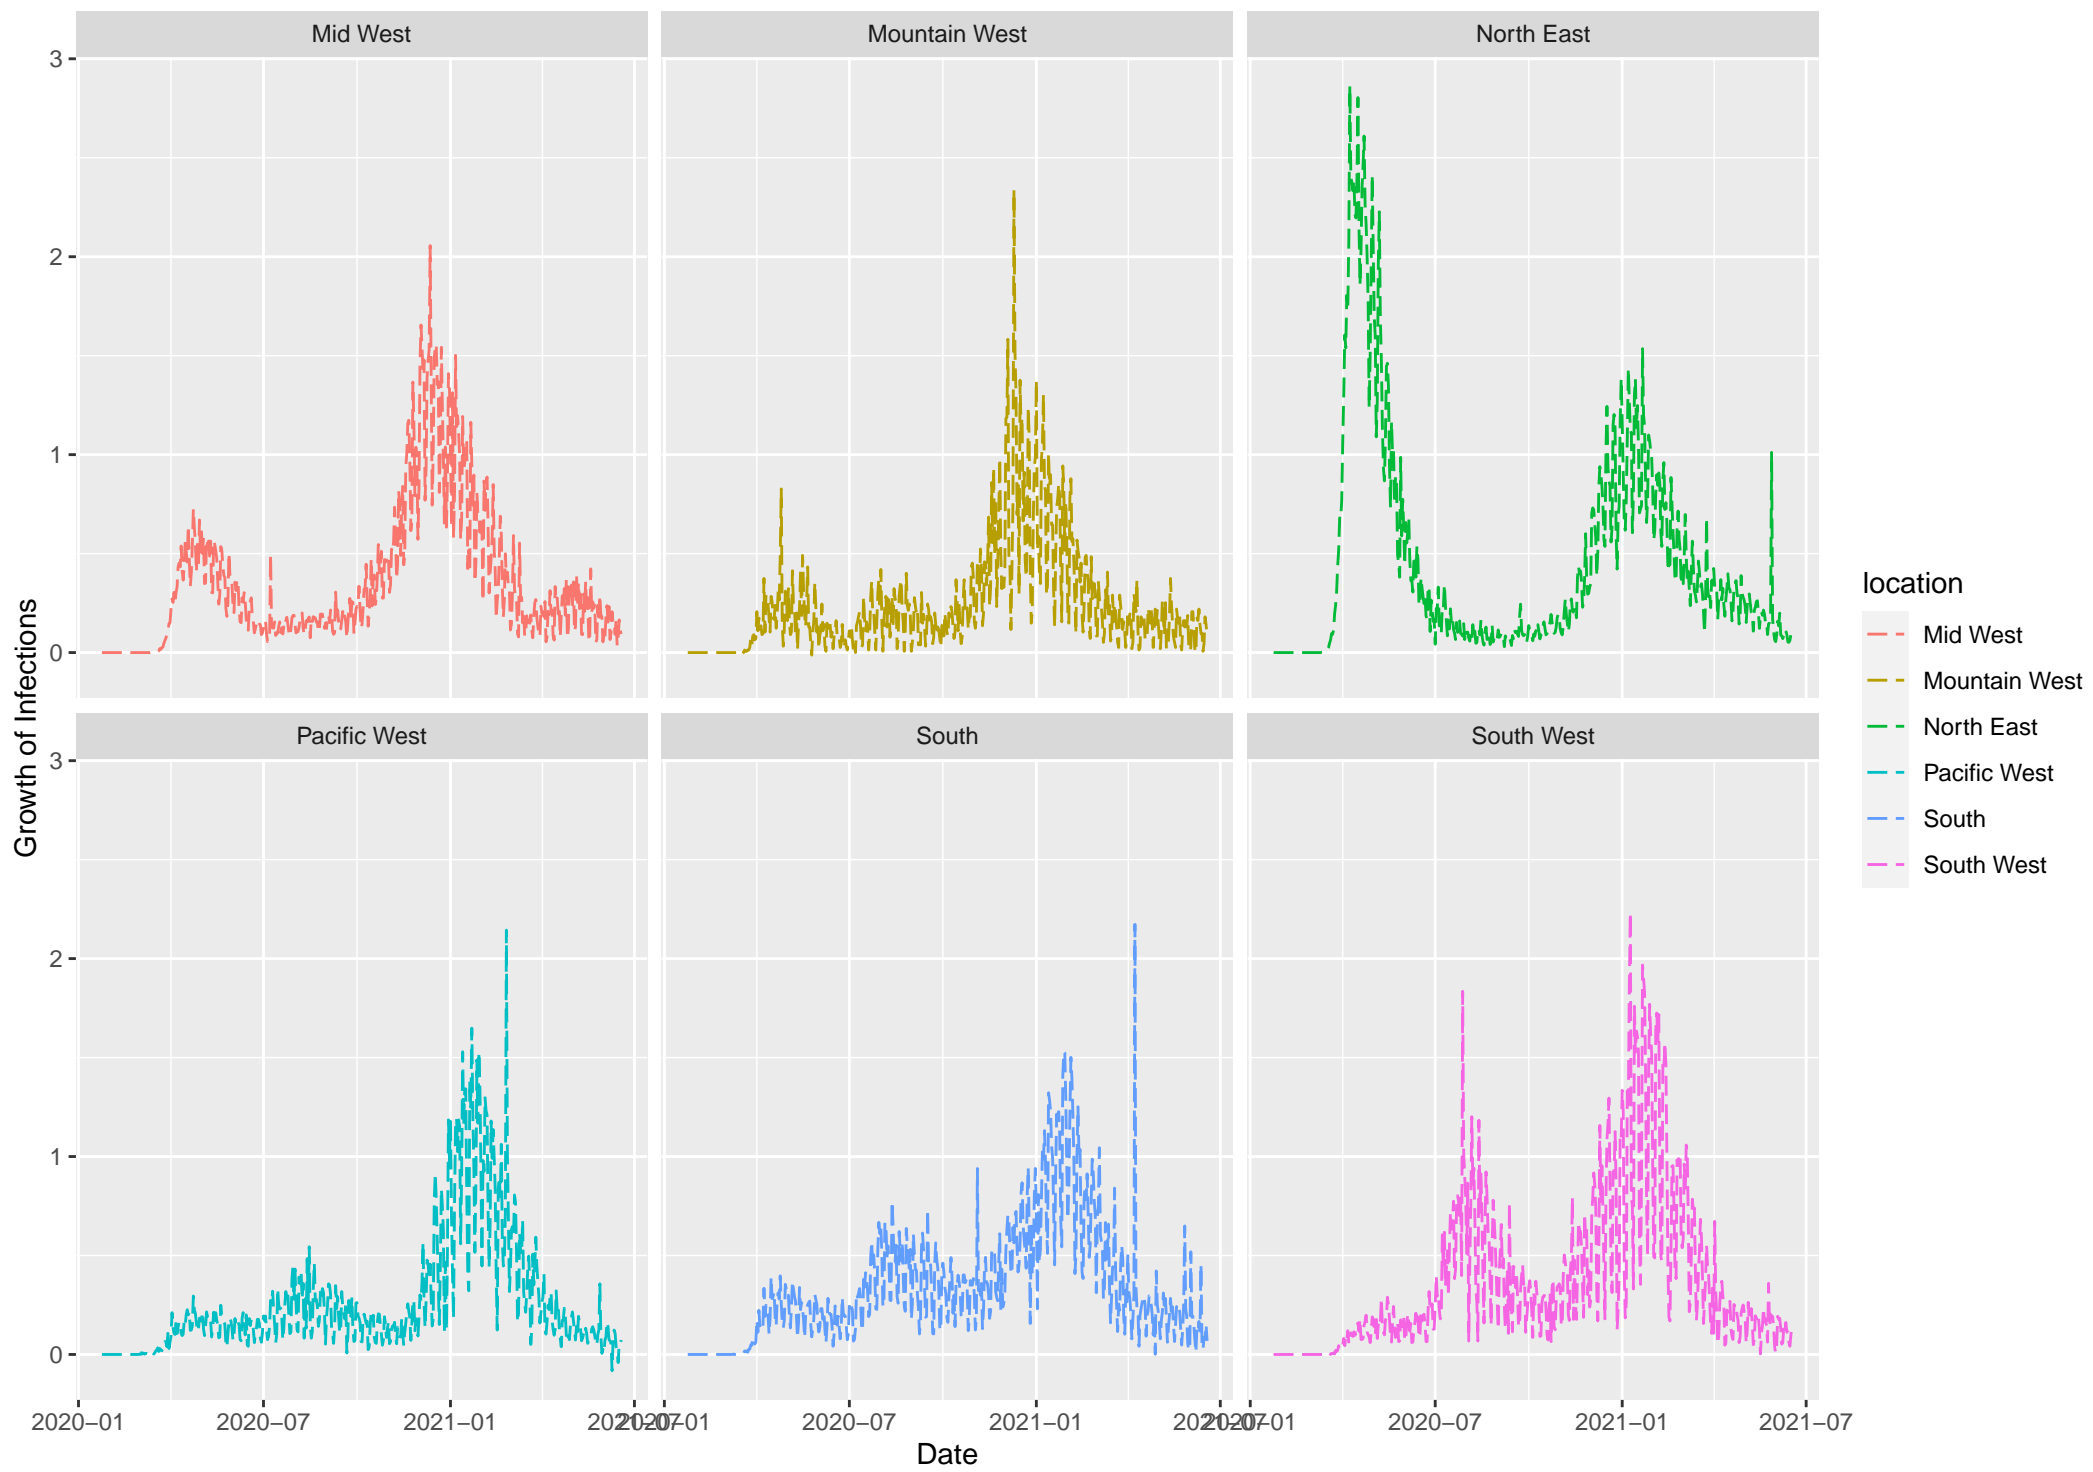 Mid West
Mountain West
North East
3
2
1
0
Pacific West
South
South West
3
2
1
0
Growth of Infections
2020–01
2020–07
2021–01
2021–07
2020–01
2020–07
2021–01
2021–07
2020–01
2020–07
2021–01
2021–07
Date
location
Mid West
Mountain West
North East
Pacific West
South
South West